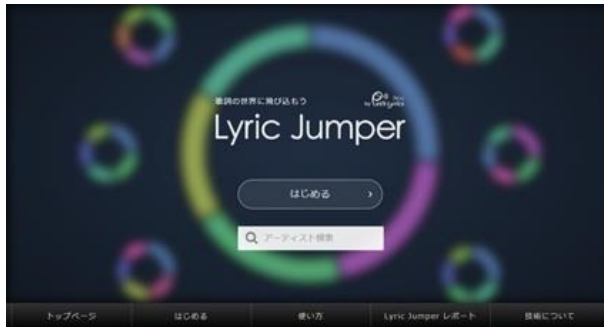 歌詞の世界に飛び込もう
Lyric Jumper
はじめる
アーティスト検索
トップページ
はじめる
使い方
Lyric Jumper レポート
技術について